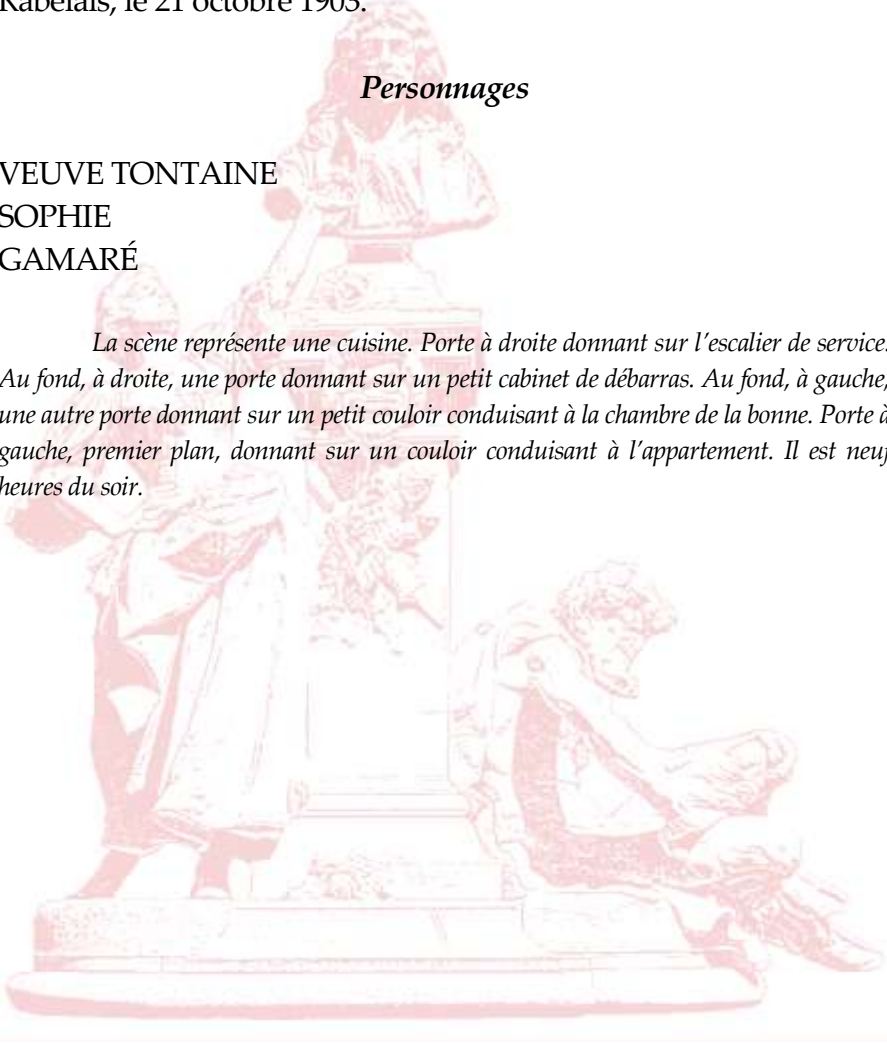 Rabelais, le 21 octobre 1903.
Personnages
VEUVE TONTAINE
SOPHIE
GAMARÉ
La scène représente une cuisine. Porte à droite donnant sur l’escalier de service.
Au fond, à droite, une porte donnant sur un petit cabinet de débarras. Au fond, à gauche,
une autre porte donnant sur un petit couloir conduisant à la chambre de la bonne. Porte à
gauche, premier plan, donnant sur un couloir conduisant à l’appartement. Il est neuf
heures du soir.